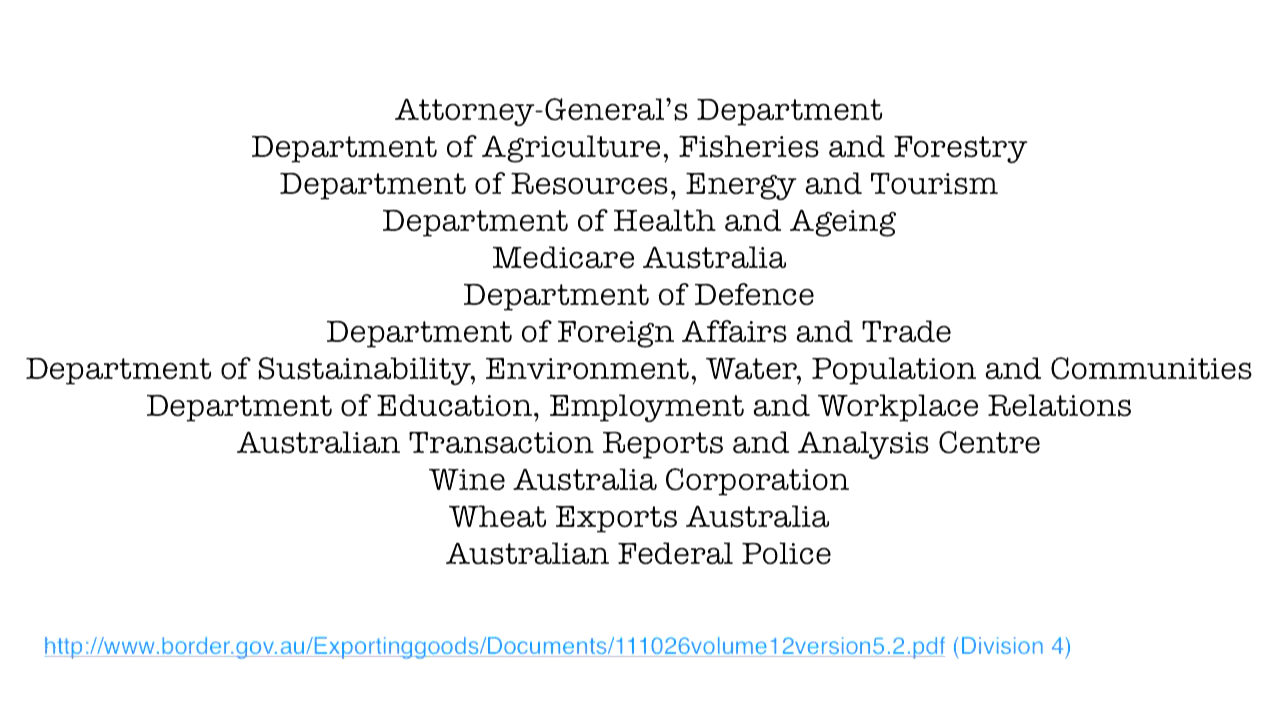 Attorney-General’s Department
Department of Agriculture, Fisheries and Forestry
Department of Resources, Energy and Tourism
Department of Health and Ageing
Medicare Australia
Department of Defence
Department of Foreign Affairs and Trade
Department of Sustainability, Environment, Water, Population and Communities
Department of Education, Employment and Workplace Relations
Australian Transaction Reports and Analysis Centre
Wine Australia Corporation
Wheat Exports Australia
Australian Federal Police
http://www.border.gov.au/Exportinggoods/Documents/111026volume12version5.2.pdf (Division 4)